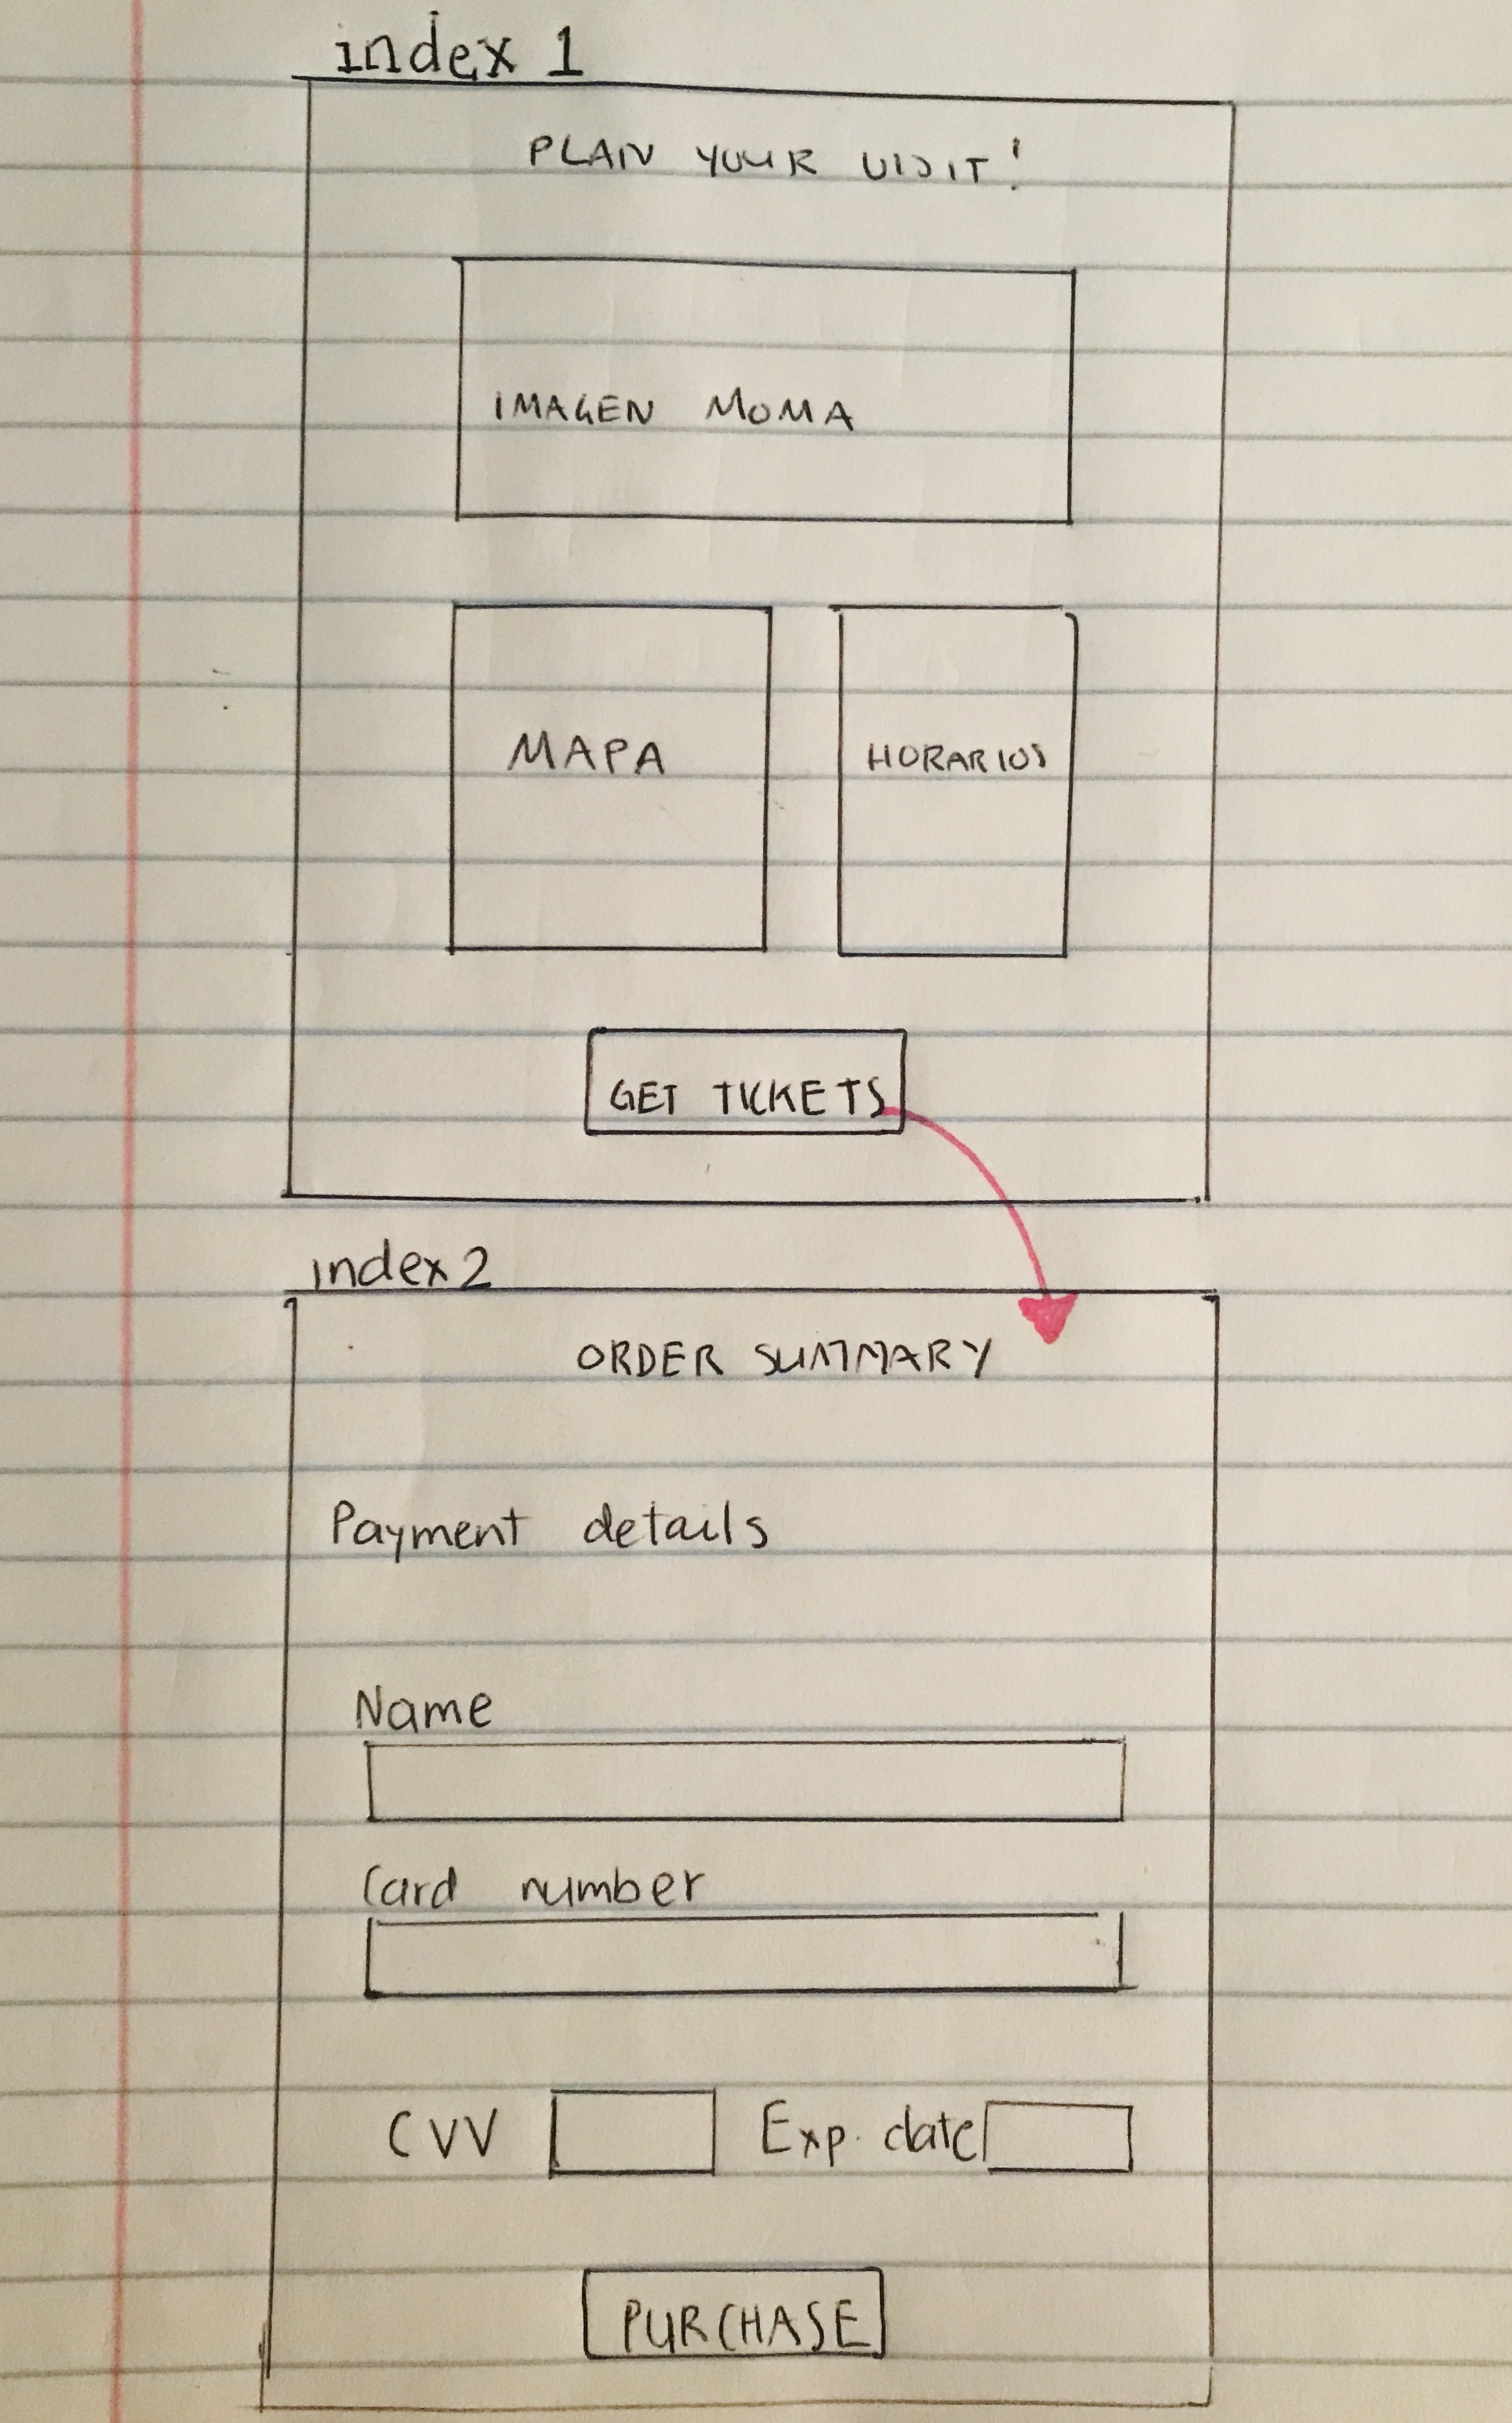 index 1
PLAN YOUR VISIT!
IMAGEN MOMA
MAPA
HORARIOS
GET TICKETS
index 2
ORDER SUMMARY
Payment details
Name
Card number
CVV Exp. date
PURCHASE